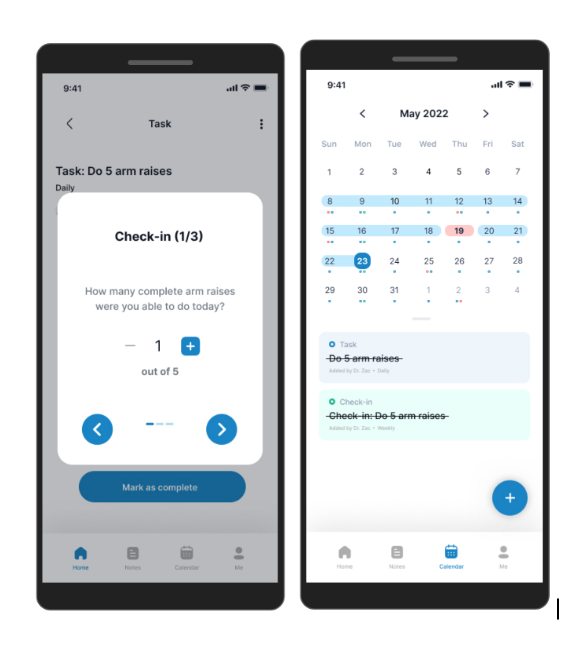 9:41
Task
Task: Do 5 arm raises
Daily
Check-in (1/3)
How many complete arm raises
were you able to do today?
1
out of 5
Mark as complete
Home Notes Calendar Me
9:41
May 2022
Sun Mon Tue Wed Thu Fri Sat
1 2 3 4 5 6 7
8 9 10 11 12 13 14
15 16 17 18 19 20 21
22 23 24 25 26 27 28
29 30 31 1 2 3 4
Task
Do 5 arm raises
Added by Dr. Zac • Daily
Check-in
Check-in: Do 5 arm raises
Added by Dr. Zac • Weekly
Home Notes Calendar Me